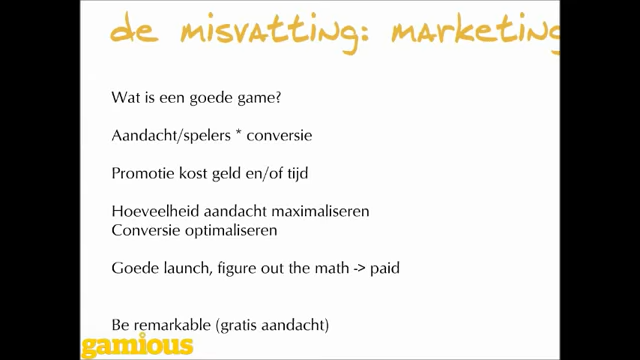 de misvatting: marketing
Wat is een goede game?
Aandacht/spelers * conversie
Promotie kost geld en/of tijd
Hoeveelheid aandacht maximaliseren
Conversie optimaliseren
Goede launch, figure out the math -> paid
Be remarkable (gratis aandacht)
gamious